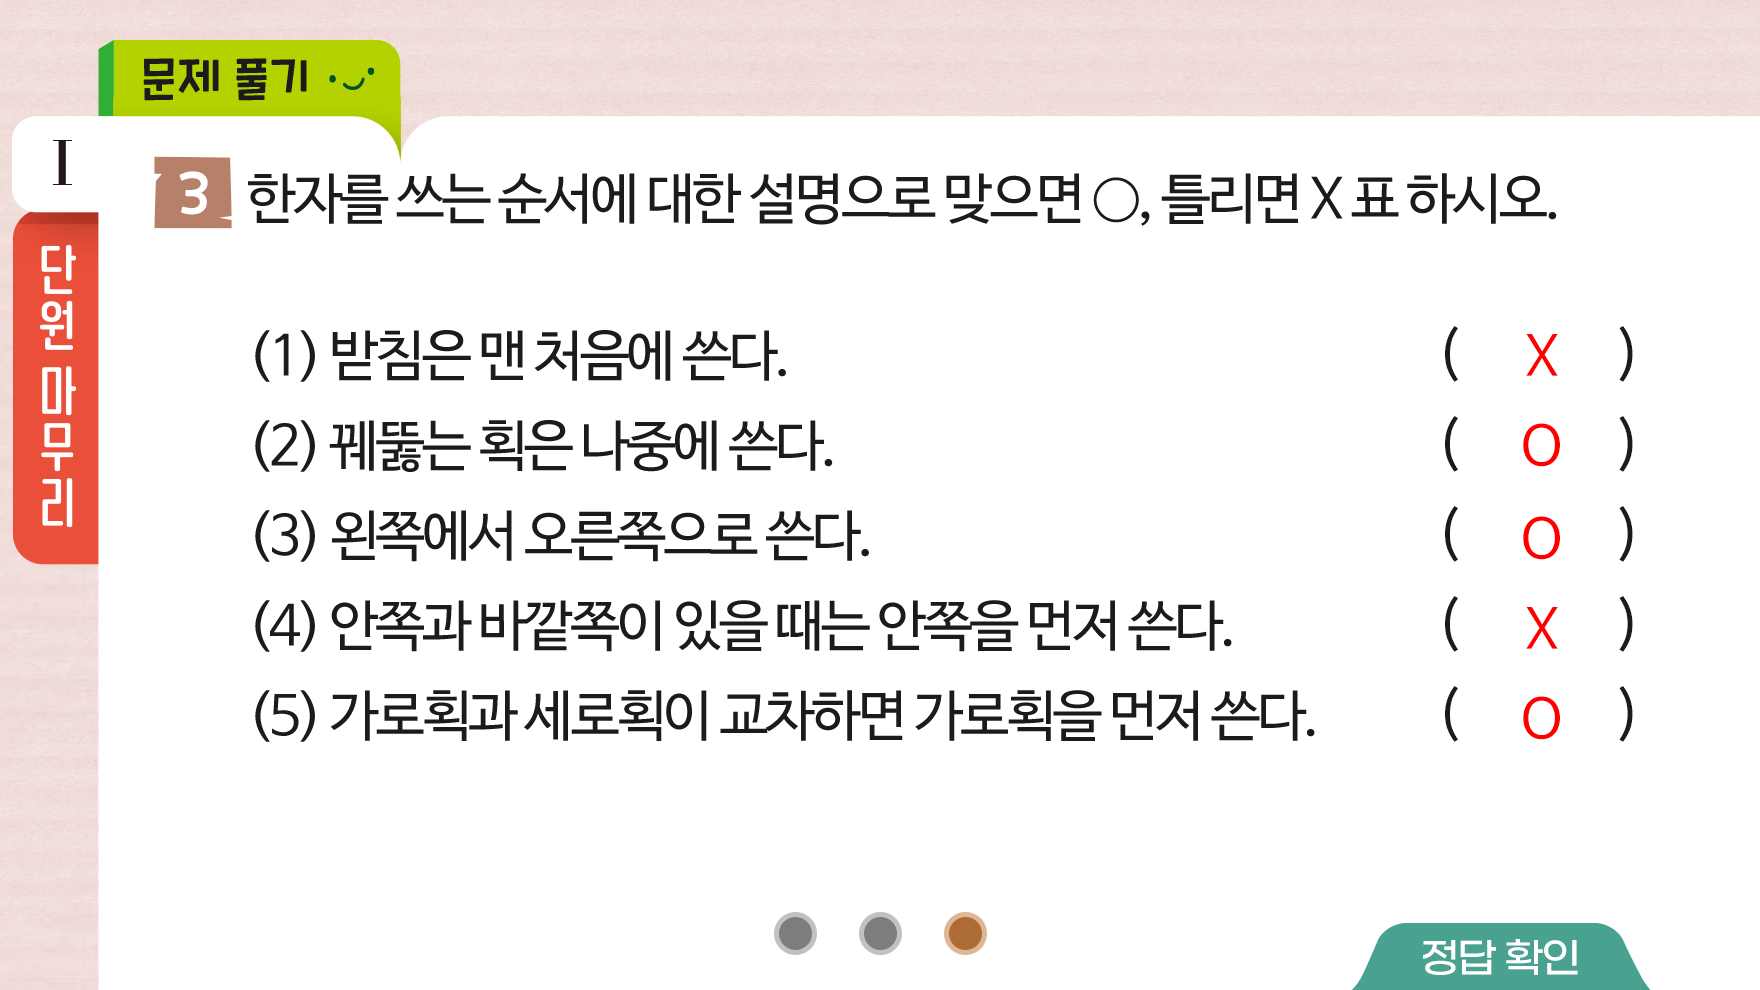 문제 풀기
I
단원 마무리
3 한자를 쓰는 순서에 대한 설명으로 맞으면 ○, 틀리면 X 표 하시오.
(1) 받침은 맨 처음에 쓴다. ( X )
(2) 꿰뚫는 획은 나중에 쓴다. ( O )
(3) 왼쪽에서 오른쪽으로 쓴다. ( O )
(4) 안쪽과 바깥쪽이 있을 때는 안쪽을 먼저 쓴다. ( X )
(5) 가로획과 세로획이 교차하면 가로획을 먼저 쓴다. ( O )
정답 확인